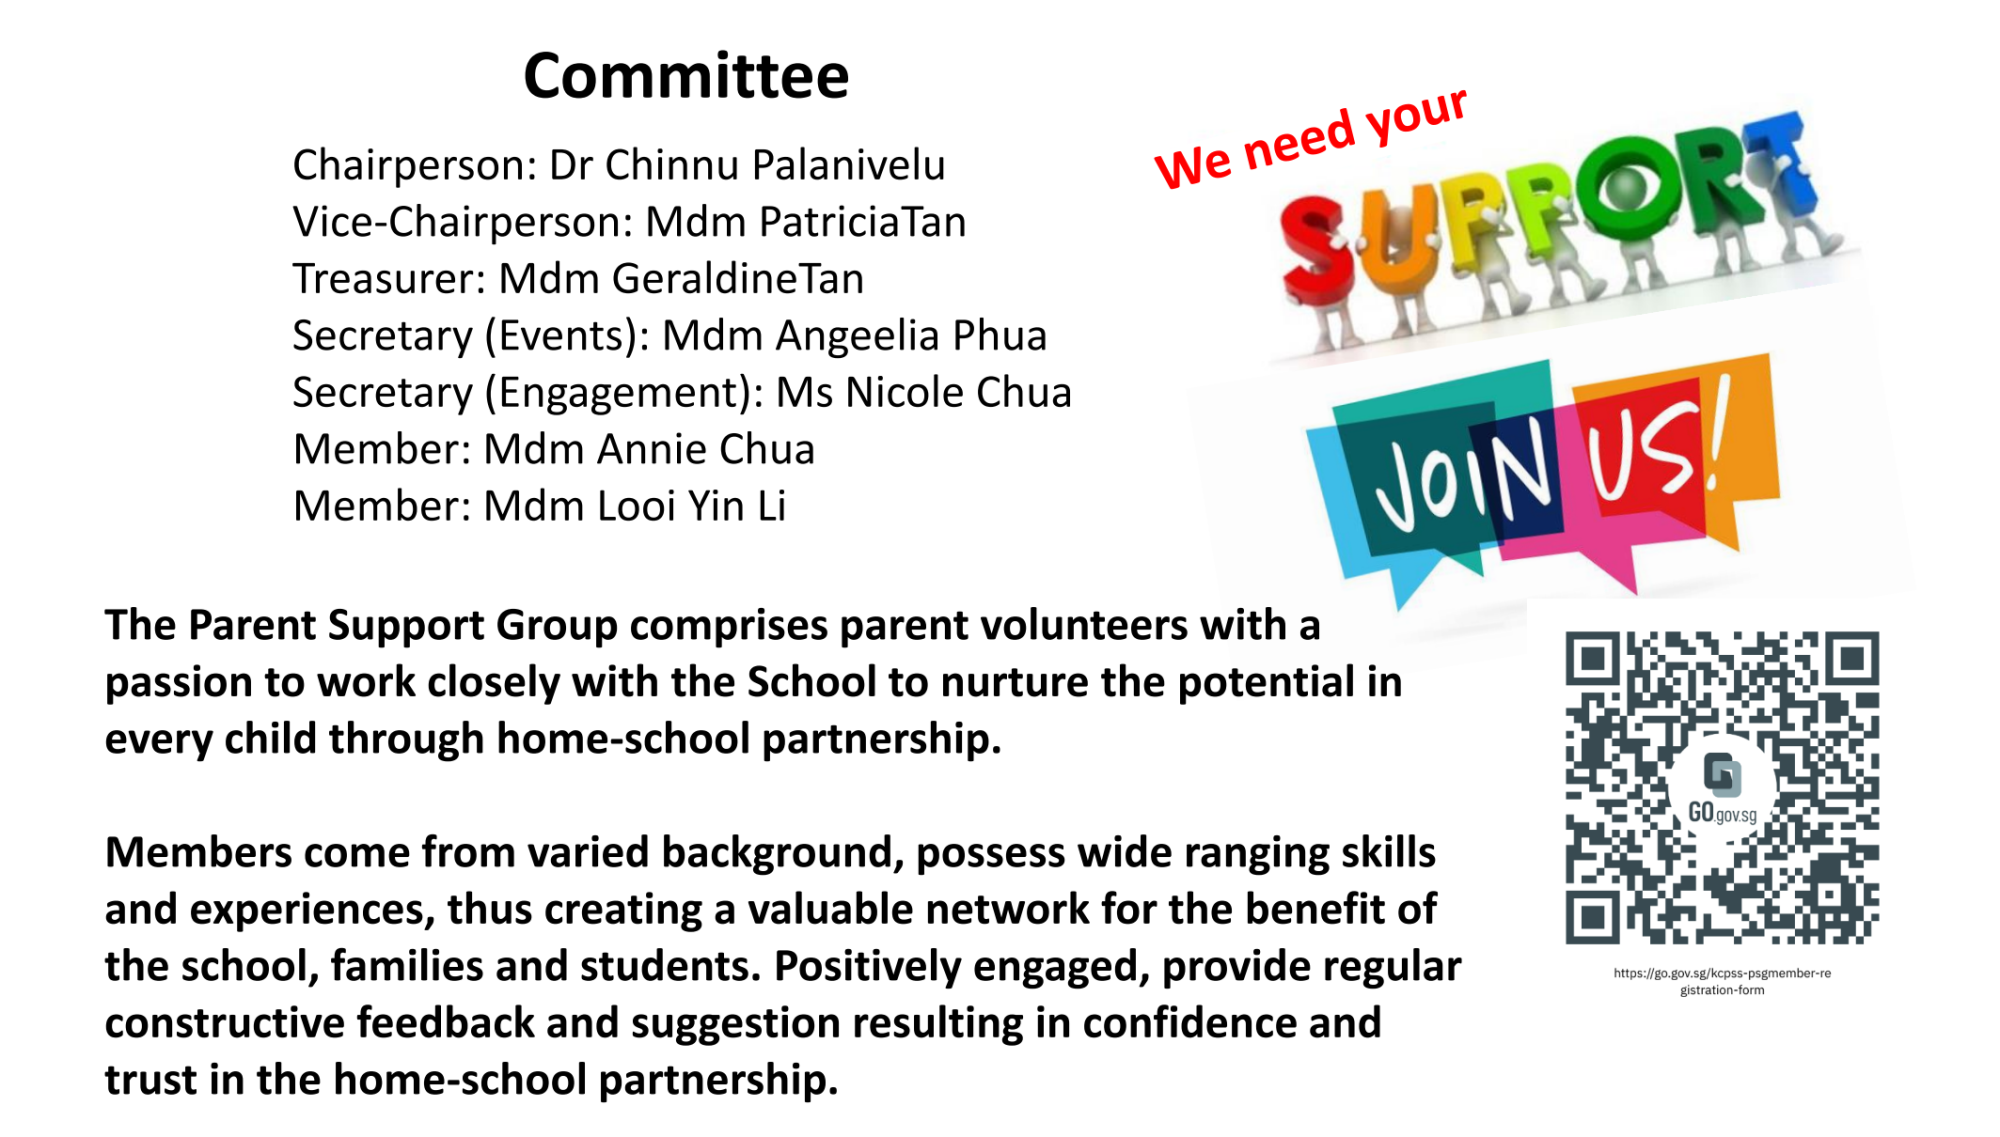 Committee
Chairperson: Dr Chinnu Palanivelu
Vice-Chairperson: Mdm PatriciaTan
Treasurer: Mdm GeraldineTan
Secretary (Events): Mdm Angeelia Phua
Secretary (Engagement): Ms Nicole Chua
Member: Mdm Annie Chua
Member: Mdm Looi Yin Li
We need your
SUPPORT
JOIN US!
The Parent Support Group comprises parent volunteers with a
passion to work closely with the School to nurture the potential in
every child through home-school partnership.
Members come from varied background, possess wide ranging skills
and experiences, thus creating a valuable network for the benefit of
the school, families and students. Positively engaged, provide regular
constructive feedback and suggestion resulting in confidence and
trust in the home-school partnership.
GO.gov.sg
https://go.gov.sg/kcpss-psgmember-re
gistration-form